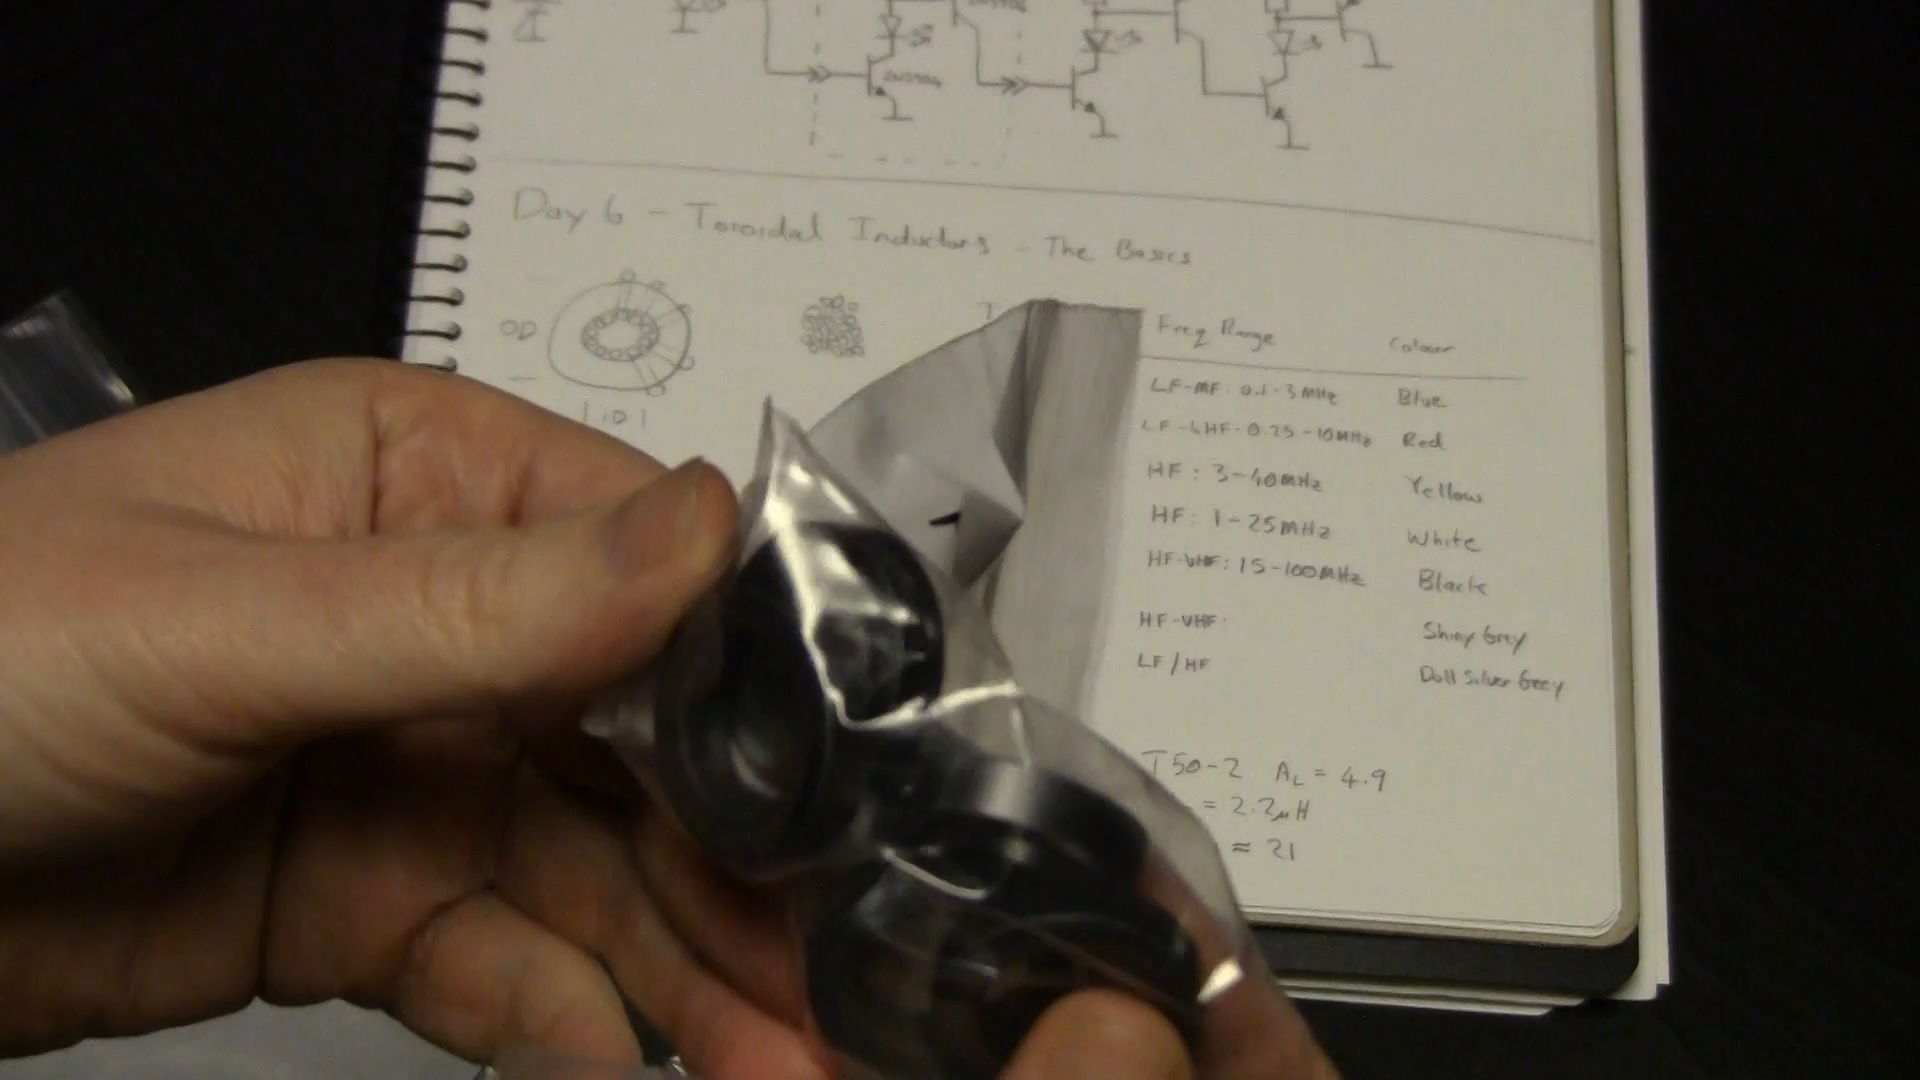 2N3904
Day 6 - Toroidal Inductors - The Basics
OD
ID
Freq Range Colour
LF-MF: 0.1-3MHz Blue
LF-HF: 0.25-10MHz Red
HF: 3-40MHz Yellow
HF: 1-25MHz White
HF-VHF: 15-100MHz Black
HF-VHF: Shiny Grey
LF/HF Dull Silver Grey
T50-2 AL = 4.9
= 2.2μH
≈ 21